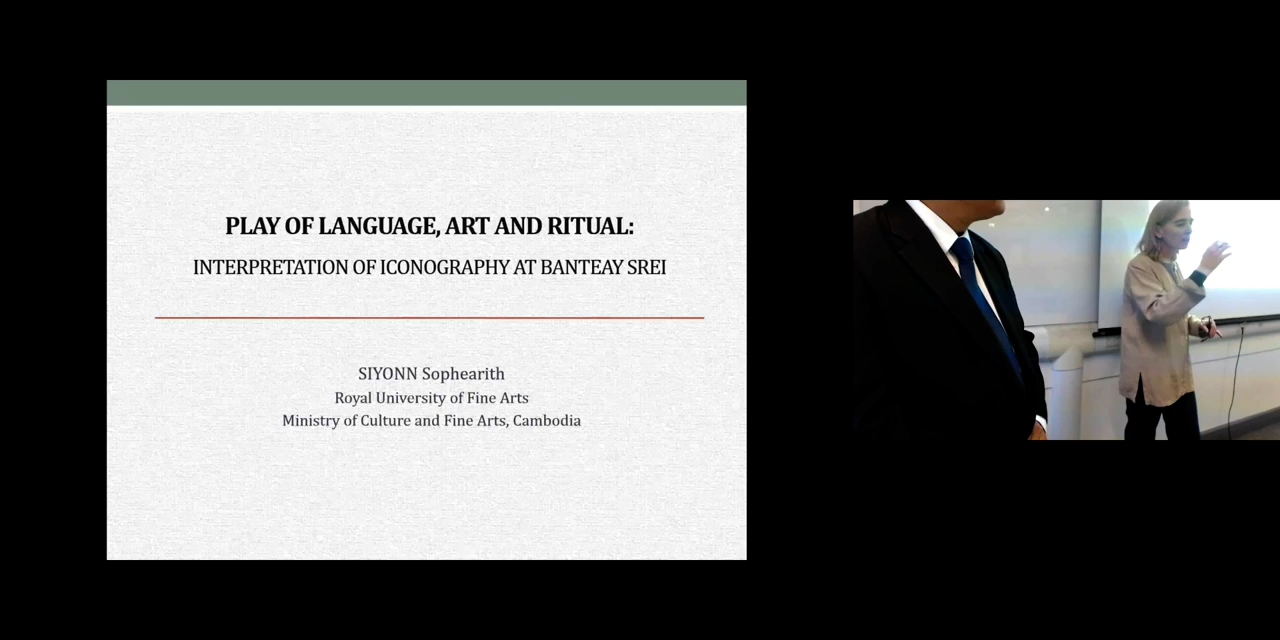 PLAY OF LANGUAGE, ART AND RITUAL:
INTERPRETATION OF ICONOGRAPHY AT BANTEAY SREI
SIYONN Sophearith
Royal University of Fine Arts
Ministry of Culture and Fine Arts, Cambodia